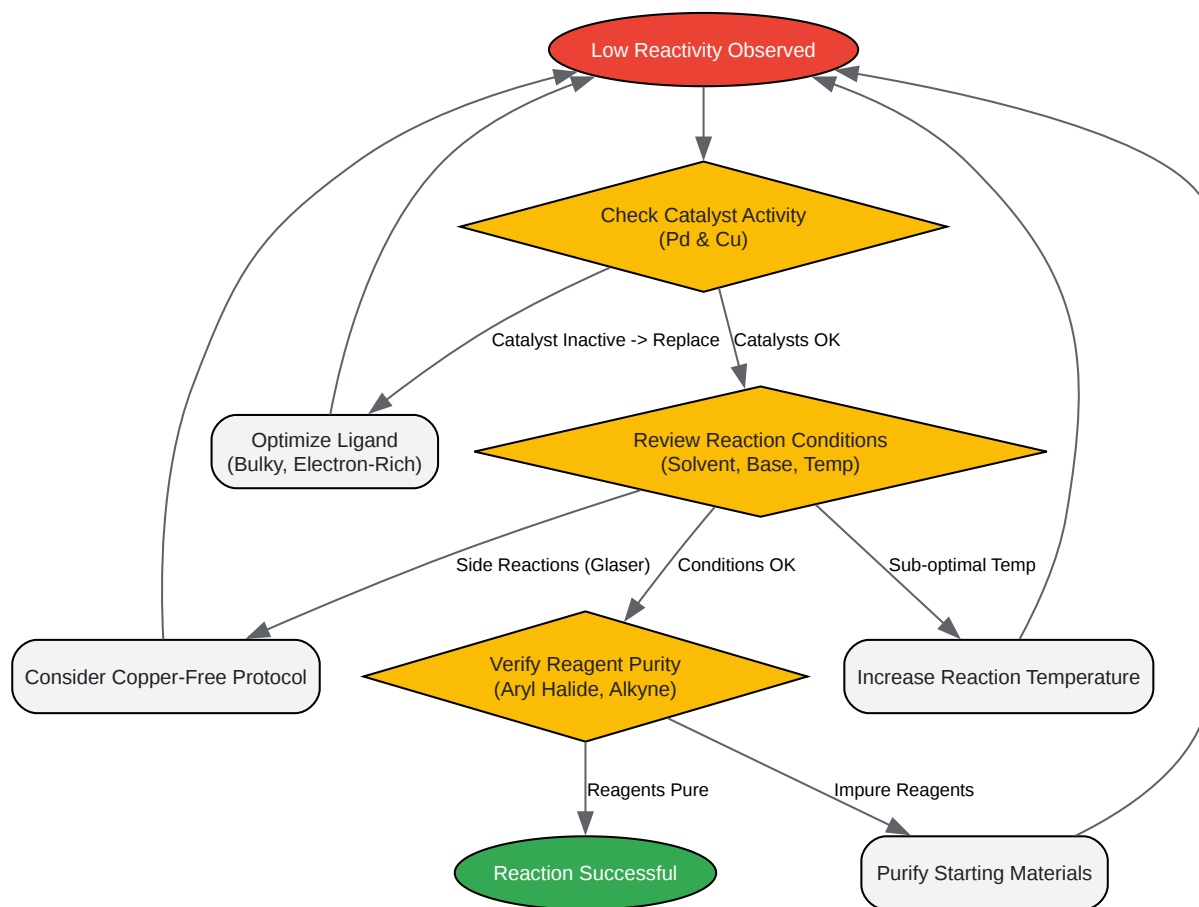 Low Reactivity Observed
Check Catalyst Activity
(Pd & Cu)
Catalyst Inactive -> Replace
Catalysts OK
Optimize Ligand
(Bulky, Electron-Rich)
Review Reaction Conditions
(Solvent, Base, Temp)
Side Reactions (Glaser)
Conditions OK
Sub-optimal Temp
Consider Copper-Free Protocol
Verify Reagent Purity
(Aryl Halide, Alkyne)
Increase Reaction Temperature
Reagents Pure
Impure Reagents
Reaction Successful
Purify Starting Materials